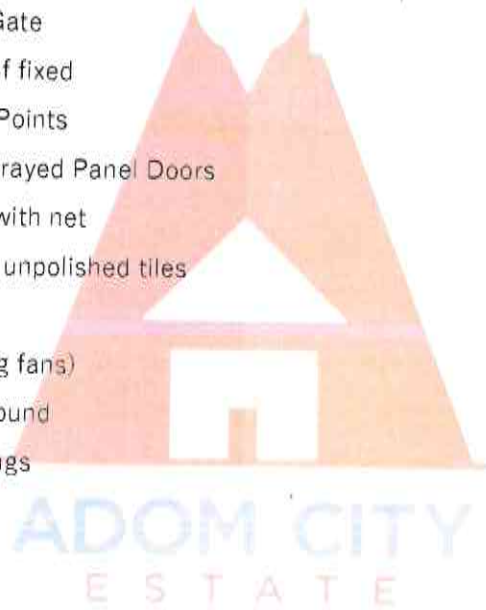 Gate
f fixed
Points
rayed Panel Doors
with net
unpolished tiles
g fans)
ound
gs
ADOM CITY
ESTATE